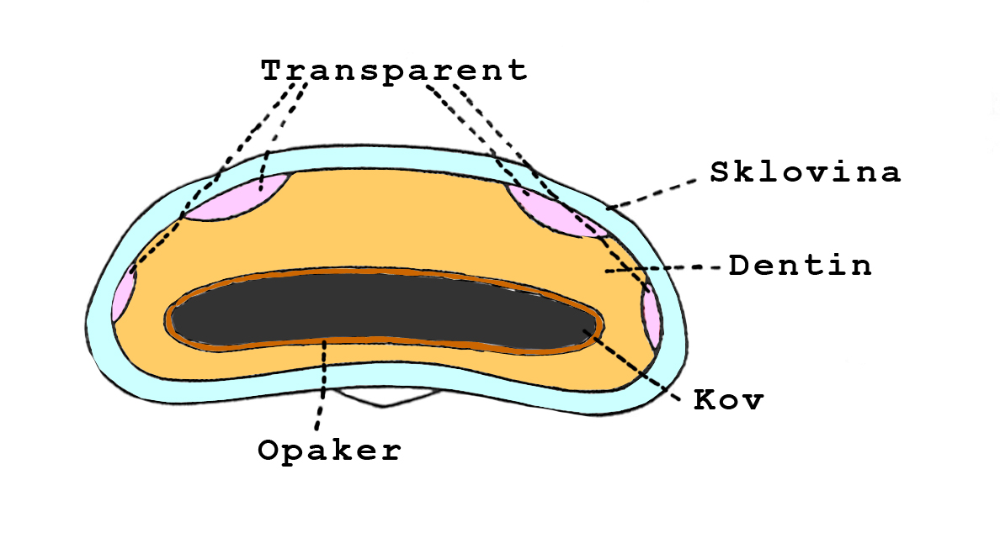 Transparent
Sklovina
Dentin
Kov
Opaker